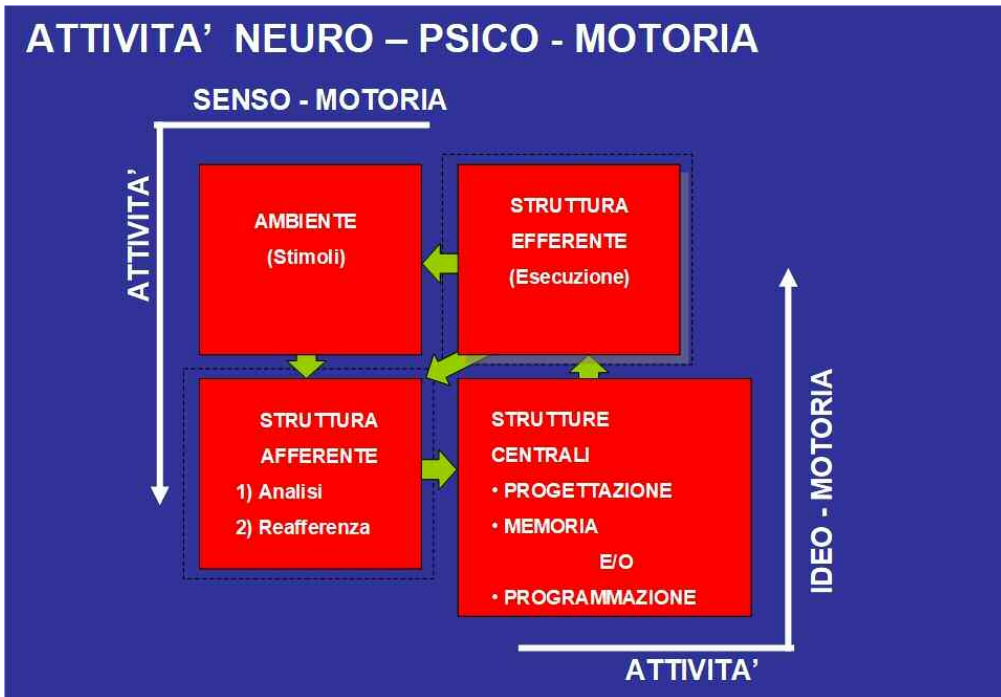 ATTIVITA' NEURO – PSICO - MOTORIA
SENSO - MOTORIA
ATTIVITA'
AMBIENTE
(Stimoli)
STRUTTURA
EFFERENTE
(Esecuzione)
STRUTTURA
AFFERENTE
1) Analisi
2) Reafferenza
STRUTTURE
CENTRALI
• PROGETTAZIONE
• MEMORIA
E/O
• PROGRAMMAZIONE
IDEO - MOTORIA
ATTIVITA'